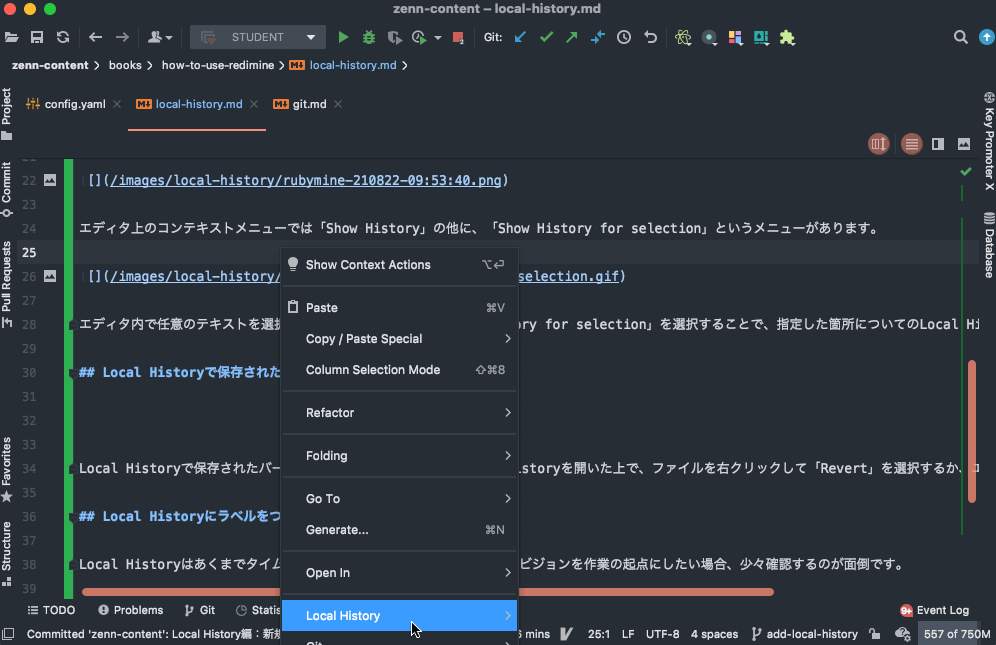 zenn-content – local-history.md
STUDENT
Git:
zenn-content > books > how-to-use-redimine > local-history.md >
config.yaml
local-history.md
git.md
Project
Commit
Pull Requests
Favorites
Structure
Key Promoter X
Database
22 [](/images/local-history/rubymine-210822-09:53:40.png)
23
24 エディタ上のコンテキストメニューでは「Show History」の他に、「Show History for selection」というメニューがあります。
25
26 [](/images/local-history/ selection.gif)
27
28 エディタ内で任意のテキストを選択 ory for selection」を選択することで、指定した箇所についてのLocal Hi
29
30 ## Local Historyで保存された
31
32
33
34 Local Historyで保存されたバー istoryを開いた上で、ファイルを右クリックして「Revert」を選択するか、コ
35
36 ## Local Historyにラベルをつ
37
38 Local Historyはあくまでタイム ビジョンを作業の起点にしたい場合、少々確認するのが面倒です。
39
Show Context Actions ⌥⏎
Paste ⌘V
Copy / Paste Special
Column Selection Mode ⇧⌘8
Refactor
Folding
Go To
Generate... ⌘N
Open In
Local History
Git
TODO
Problems
Git
Statis
9+ Event Log
Committed 'zenn-content': Local History編：新規
6 mins
25:1 LF UTF-8 4 spaces
add-local-history
557 of 750M